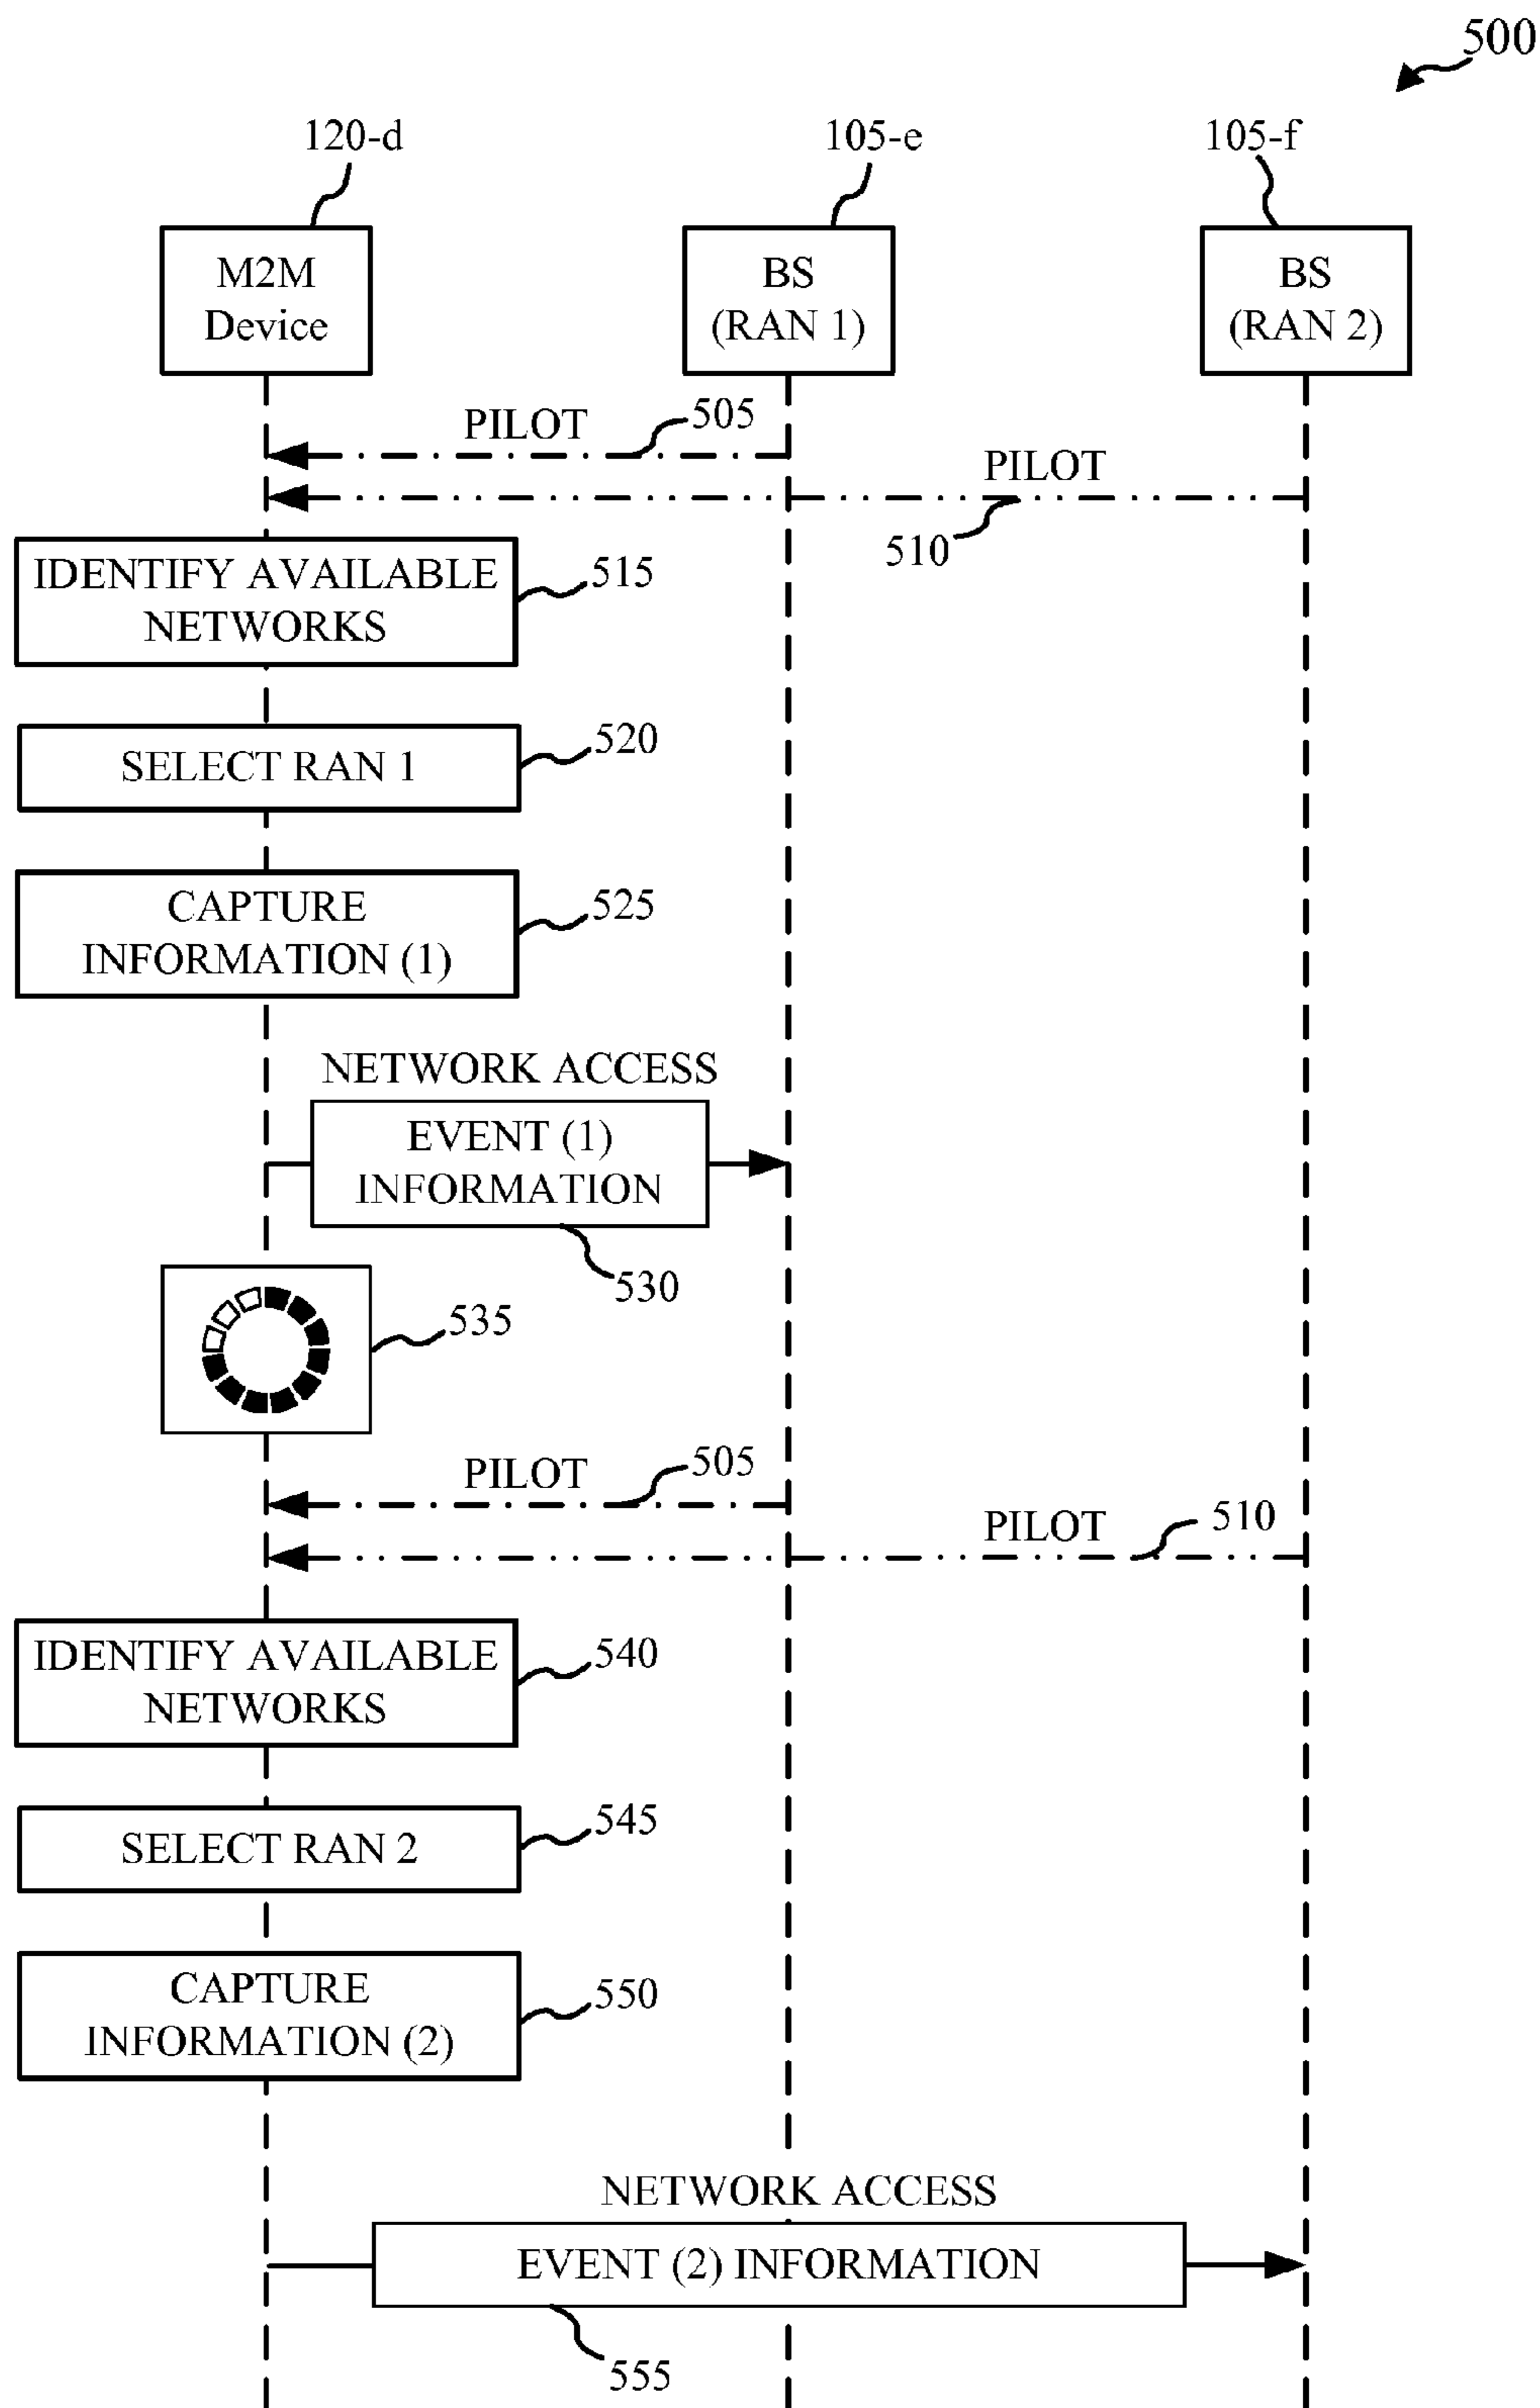 500
120-d
105-e
105-f
M2M
Device
BS
(RAN 1)
BS
(RAN 2)
PILOT
505
PILOT
510
IDENTIFY AVAILABLE
NETWORKS
515
SELECT RAN 1
520
CAPTURE
INFORMATION (1)
525
NETWORK ACCESS
EVENT (1)
INFORMATION
530
535
PILOT
505
PILOT
510
IDENTIFY AVAILABLE
NETWORKS
540
SELECT RAN 2
545
CAPTURE
INFORMATION (2)
550
NETWORK ACCESS
EVENT (2) INFORMATION
555